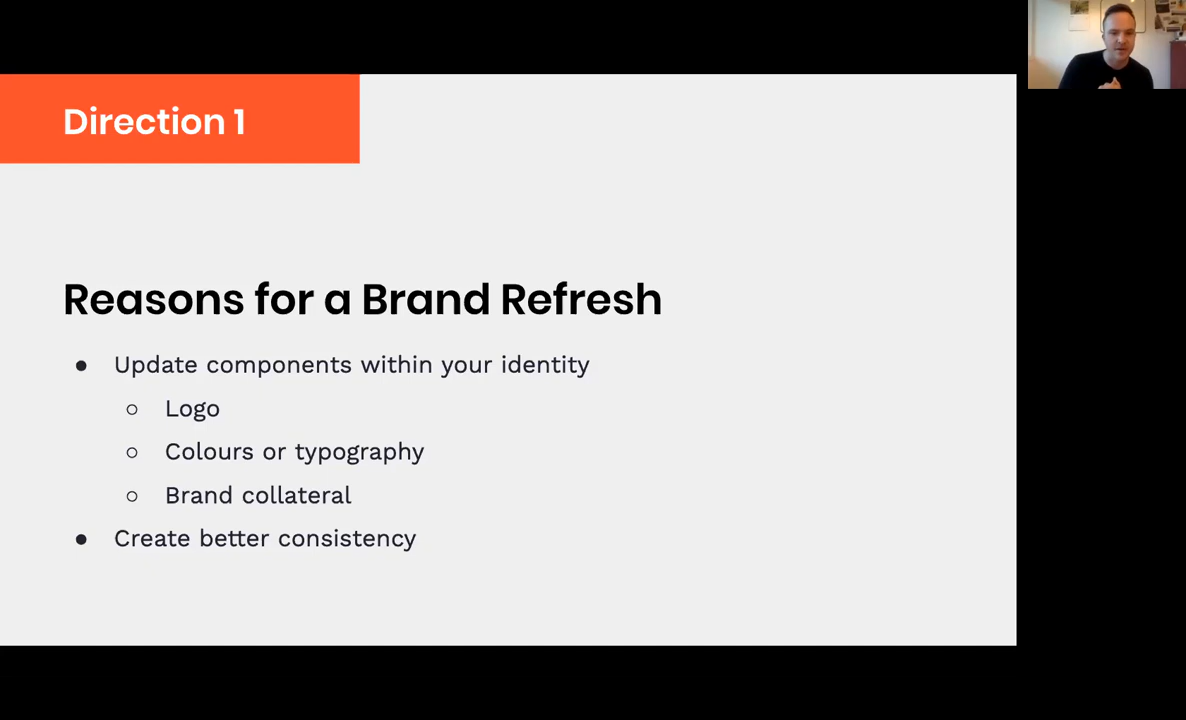 Direction 1
Reasons for a Brand Refresh
Update components within your identity
Logo
Colours or typography
Brand collateral
Create better consistency